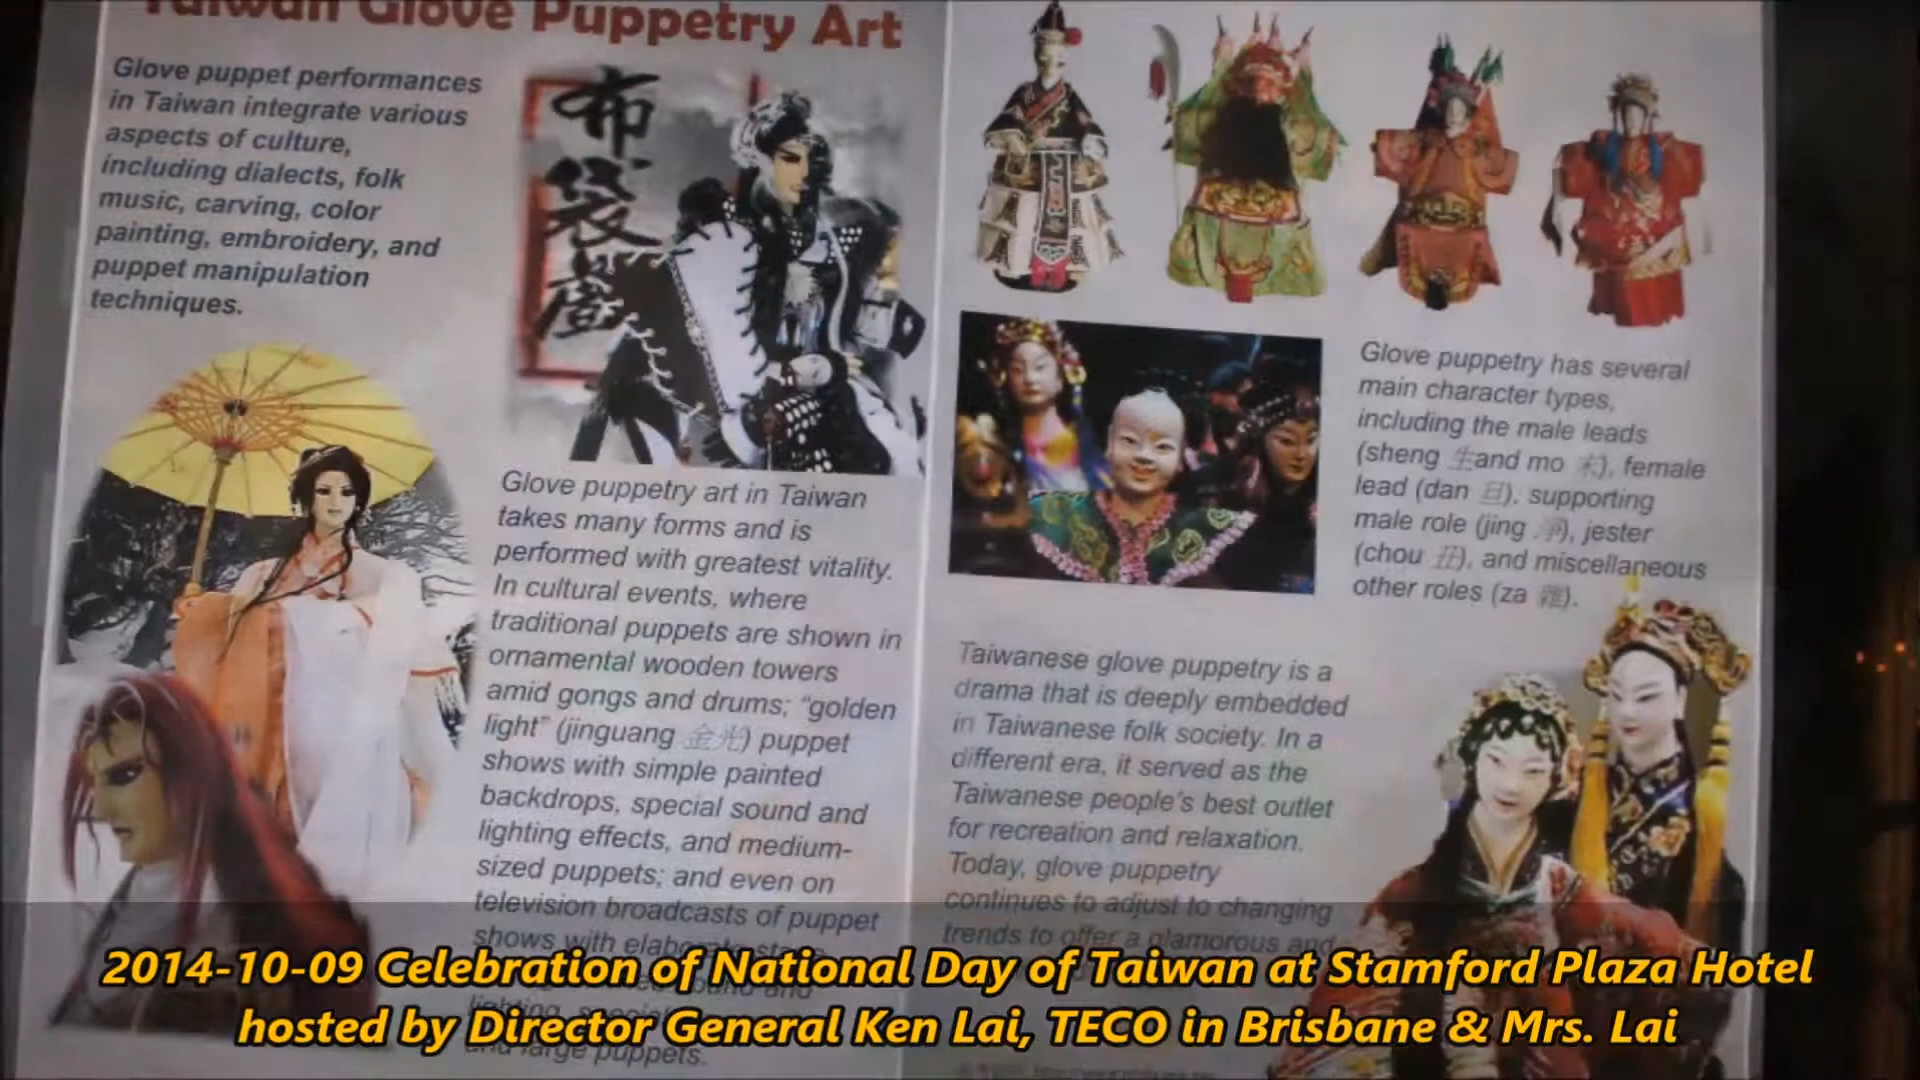 Taiwan Glove Puppetry Art
Glove puppet performances
in Taiwan integrate various
aspects of culture,
including dialects, folk
music, carving, color
painting, embroidery, and
puppet manipulation
techniques.
布
袋
戲
Glove puppetry art in Taiwan
takes many forms and is
performed with greatest vitality.
In cultural events, where
traditional puppets are shown in
ornamental wooden towers
amid gongs and drums; “golden
light” (jinguang 金光) puppet
shows with simple painted
backdrops, special sound and
lighting effects, and medium-
sized puppets; and even on
television broadcasts of puppet
shows with elaborate
lighting
and large puppets.
Glove puppetry has several
main character types,
including the male leads
(sheng 生and mo 末), female
lead (dan 旦), supporting
male role (jing 淨), jester
(chou 丑), and miscellaneous
other roles (za 雜).
Taiwanese glove puppetry is a
drama that is deeply embedded
in Taiwanese folk society. In a
different era, it served as the
Taiwanese people's best outlet
for recreation and relaxation.
Today, glove puppetry
continues to adjust to changing
trends to offer a glamorous and
2014-10-09 Celebration of National Day of Taiwan at Stamford Plaza Hotel
hosted by Director General Ken Lai, TECO in Brisbane & Mrs. Lai